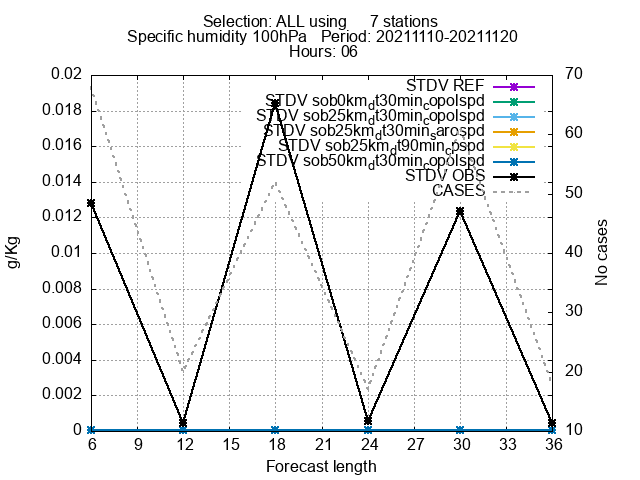 Selection: ALL using 7 stations
Specific humidity 100hPa Period: 20211110-20211120
Hours: 06
0.02
0.018
0.016
0.014
0.012
0.01
0.008
0.006
0.004
0.002
0
g/Kg
STDV REF
STDV sob0km_dt30min_copolspd
STDV sob25km_dt30min_copolspd
STDV sob25km_dt30min_sarospd
STDV sob25km_dt90min_cpspd
STDV sob50km_dt30min_copolspd
STDV OBS
CASES
70
60
50
40
30
20
10
No cases
6 9 12 15 18 21 24 27 30 33 36
Forecast length